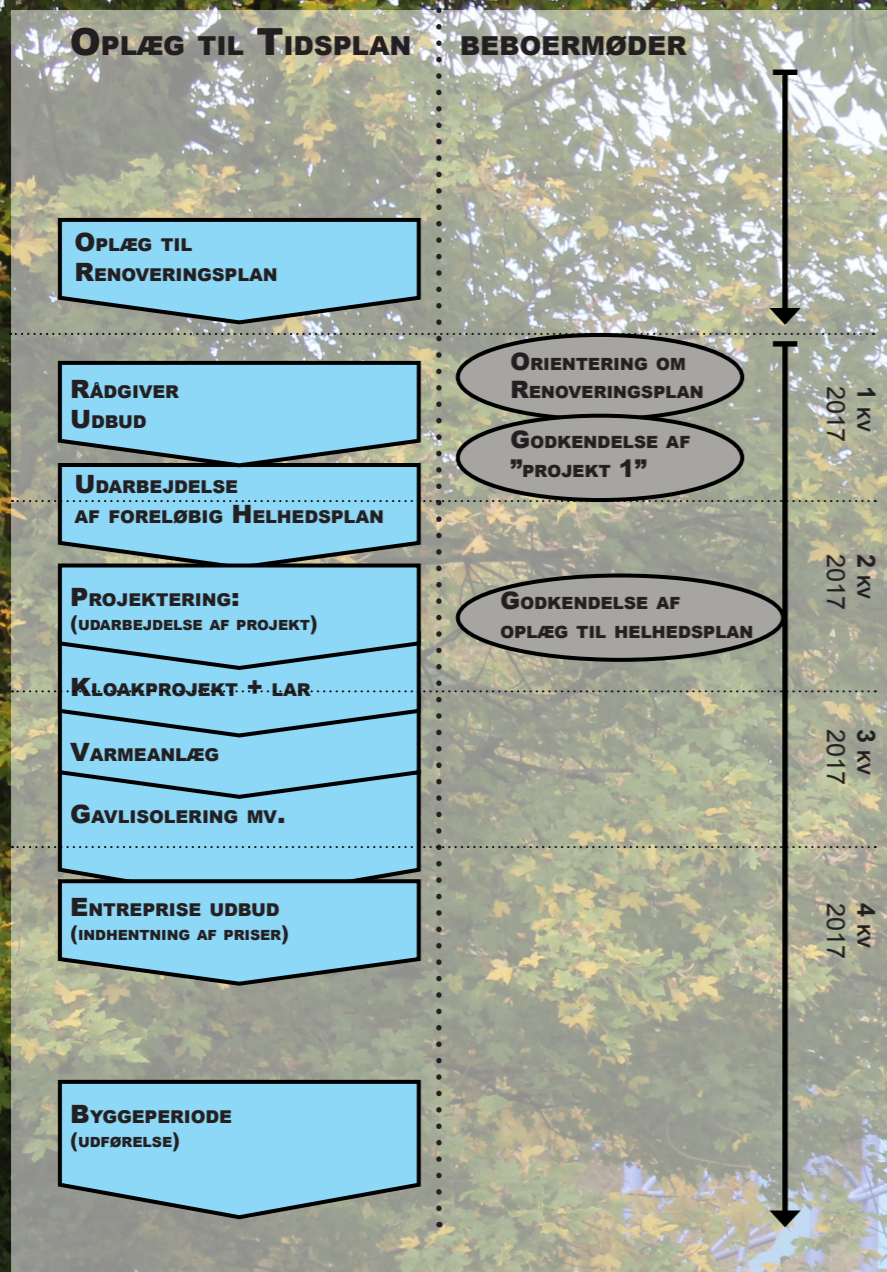 Oplæg til Tidsplan
beboermøder
Oplæg til
Renoveringsplan
Rådgiver
Udbud
Udarbejdelse
af foreløbig Helhedsplan
Projektering:
(udarbejdelse af projekt)
Kloakprojekt + lar
Varmeanlæg
Gavlisolering mv.
Entreprise udbud
(indhentning af priser)
Byggeperiode
(udførelse)
Orientering om
Renoveringsplan
Godkendelse af
”projekt 1”
Godkendelse af
oplæg til helhedsplan
1 kv
2017
2 kv
2017
3 kv
2017
4 kv
2017